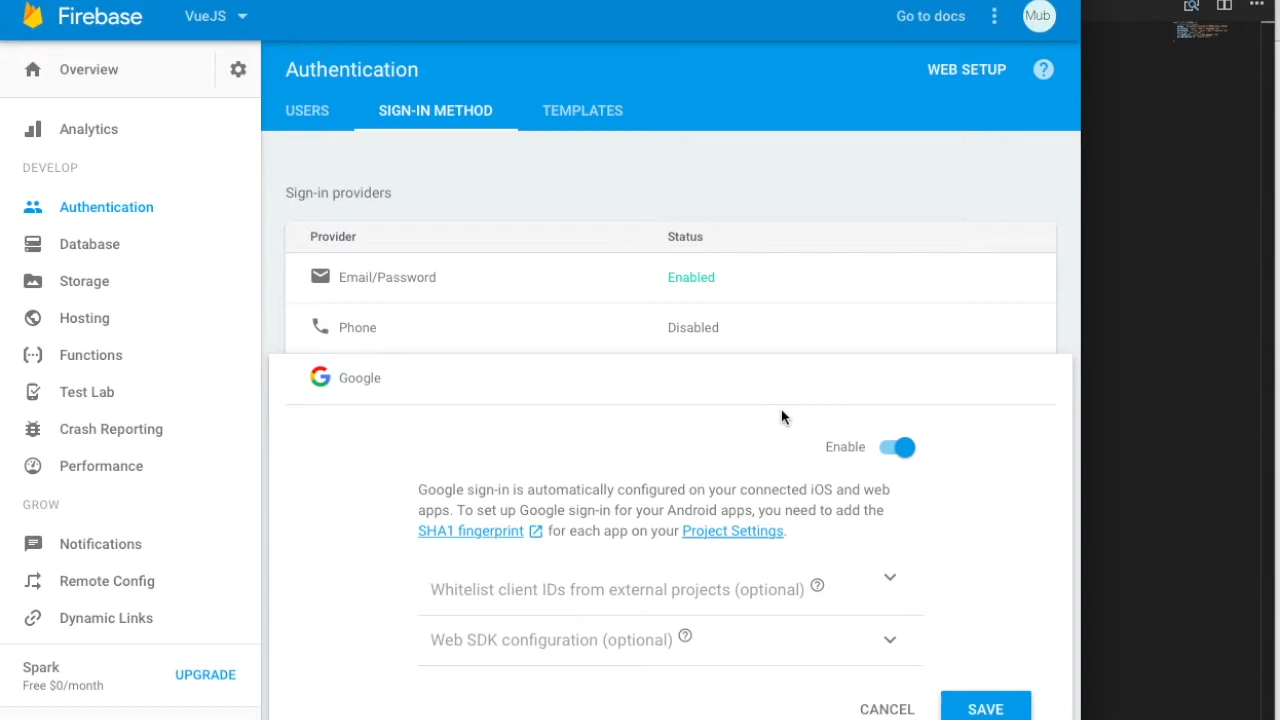 Firebase
VueJS
Go to docs
Mub
Overview
Authentication
WEB SETUP
?
USERS
SIGN-IN METHOD
TEMPLATES
Analytics
DEVELOP
Authentication
Database
Storage
Hosting
Functions
Test Lab
Crash Reporting
Performance
GROW
Notifications
Remote Config
Dynamic Links
Spark
Free $0/month
UPGRADE
Sign-in providers
Provider
Status
Email/Password
Enabled
Phone
Disabled
Google
Enable
Google sign-in is automatically configured on your connected iOS and web
apps. To set up Google sign-in for your Android apps, you need to add the
SHA1 fingerprint for each app on your Project Settings.
Whitelist client IDs from external projects (optional) ?
Web SDK configuration (optional) ?
CANCEL
SAVE